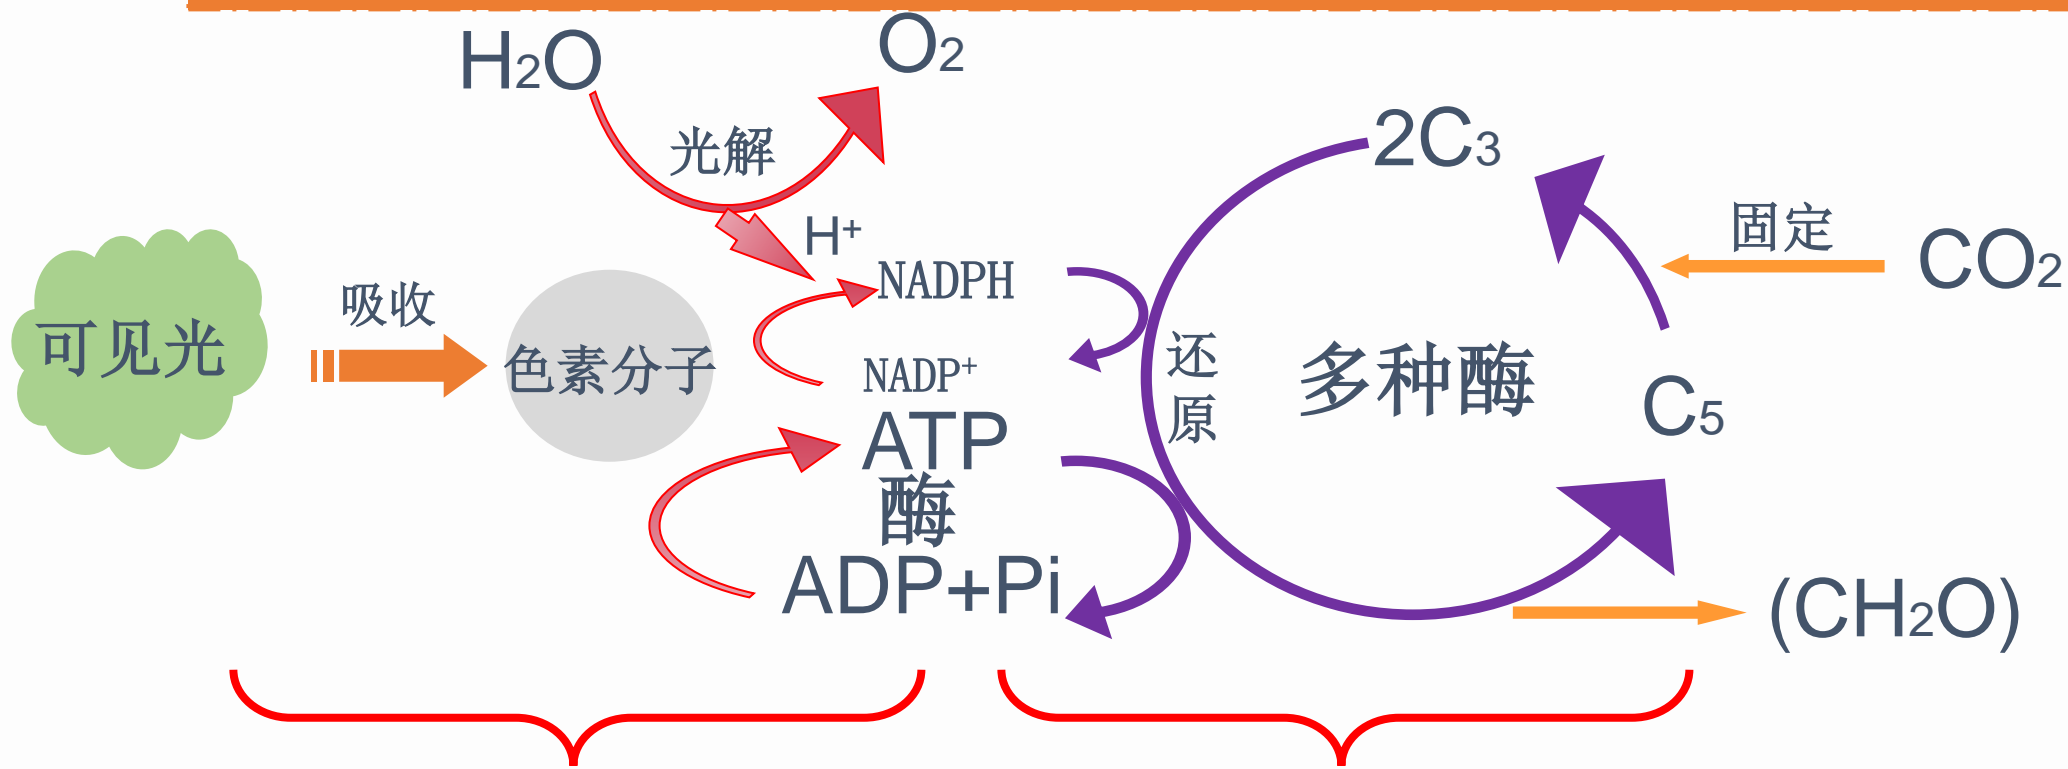 H₂O
O₂
光解
2C₃
H⁺
固定
CO₂
NADPH
吸收
可见光
色素分子
NADP⁺
还原
多种酶
C₅
ATP
酶
ADP+Pi
(CH₂O)